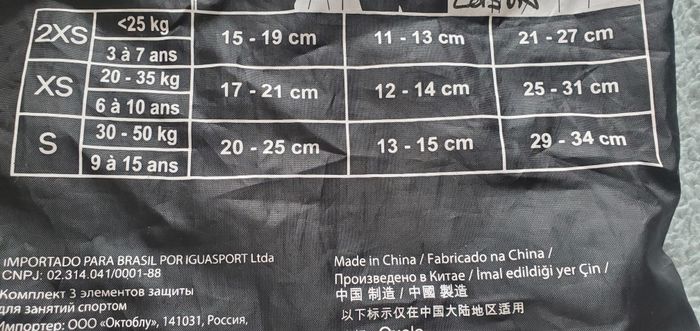 2XS <25 kg 15 - 19 cm 11 - 13 cm 21 - 27 cm
3 à 7 ans
XS 20 - 35 kg 17 - 21 cm 12 - 14 cm 25 - 31 cm
6 à 10 ans
S 30 - 50 kg 20 - 25 cm 13 - 15 cm 29 - 34 cm
9 à 15 ans
IMPORTADO PARA BRASIL POR IGUASPORT Ltda
CNPJ: 02.314.041/0001-88
Комплект 3 элементов защиты
для занятий спортом
Импортер: ООО «Октоблу», 141031, Россия,
Made in China / Fabricado na China /
Произведено в Китае / İmal edildiği yer Çin /
中国 制造 / 中國 製造
以下标示仅在中国大陆地区适用